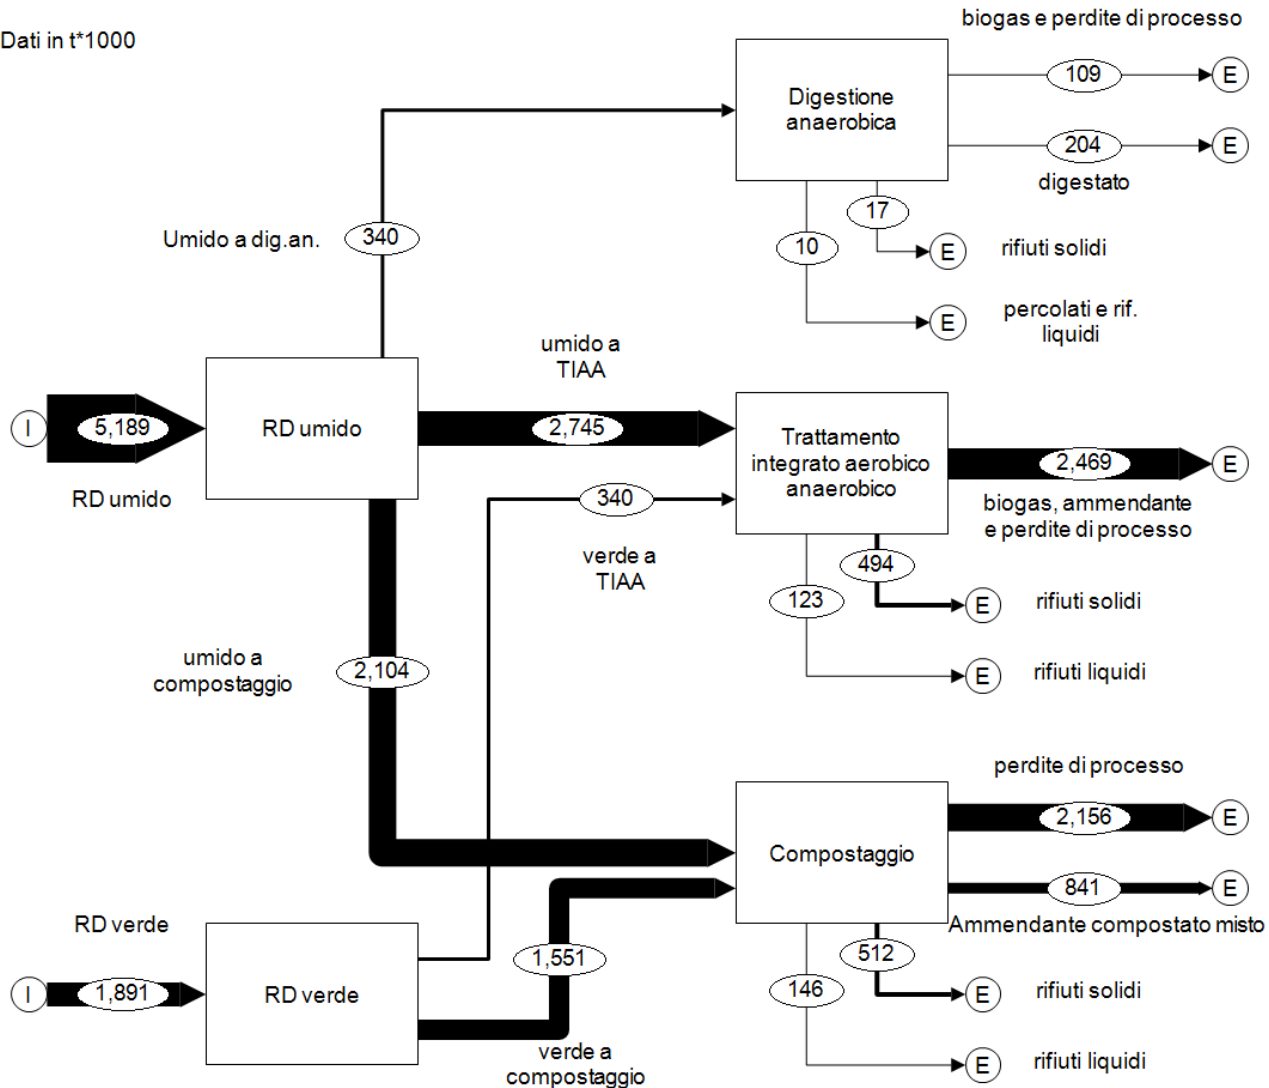 Dati in t*1000
biogas e perdite di processo
Digestione
anaerobica
109
E
204
E
digestato
17
10
E
rifiuti solidi
E
percolati e rif.
liquidi
Umido a dig.an.
340
umido a
TIAA
I
5,189
RD umido
RD umido
2,745
Trattamento
integrato aerobico
anaerobico
2,469
E
biogas, ammendante
e perdite di processo
340
verde a
TIAA
494
123
E
rifiuti solidi
E
rifiuti liquidi
umido a
compostaggio
2,104
perdite di processo
Compostaggio
2,156
E
841
E
Ammendante compostato misto
RD verde
I
1,891
RD verde
1,551
verde a
compostaggio
512
146
E
rifiuti solidi
E
rifiuti liquidi